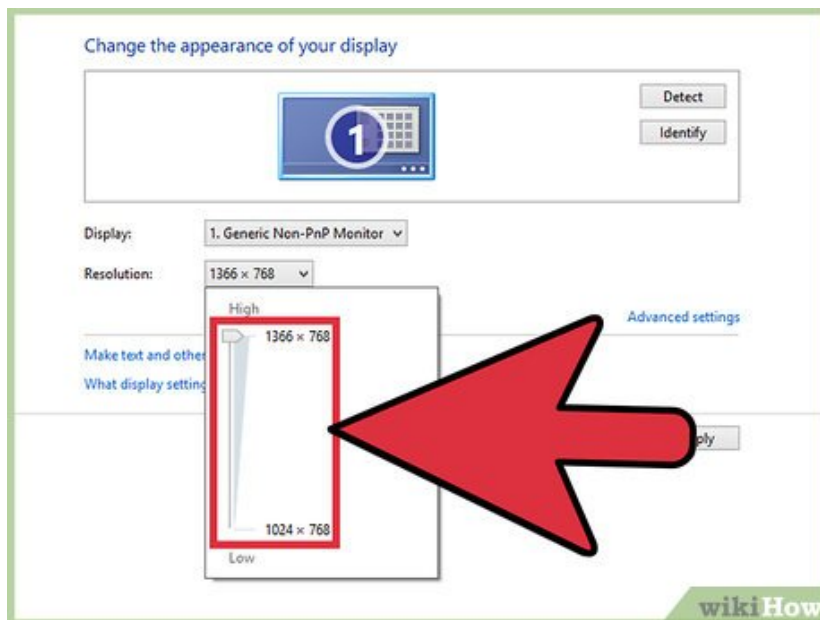 Change the appearance of your display
1
Detect
Identify
Display: 1. Generic Non-PnP Monitor
Resolution: 1366 × 768
High
1366 × 768
Advanced settings
Make text and other
What display setting
1024 × 768
Low
wikiHow